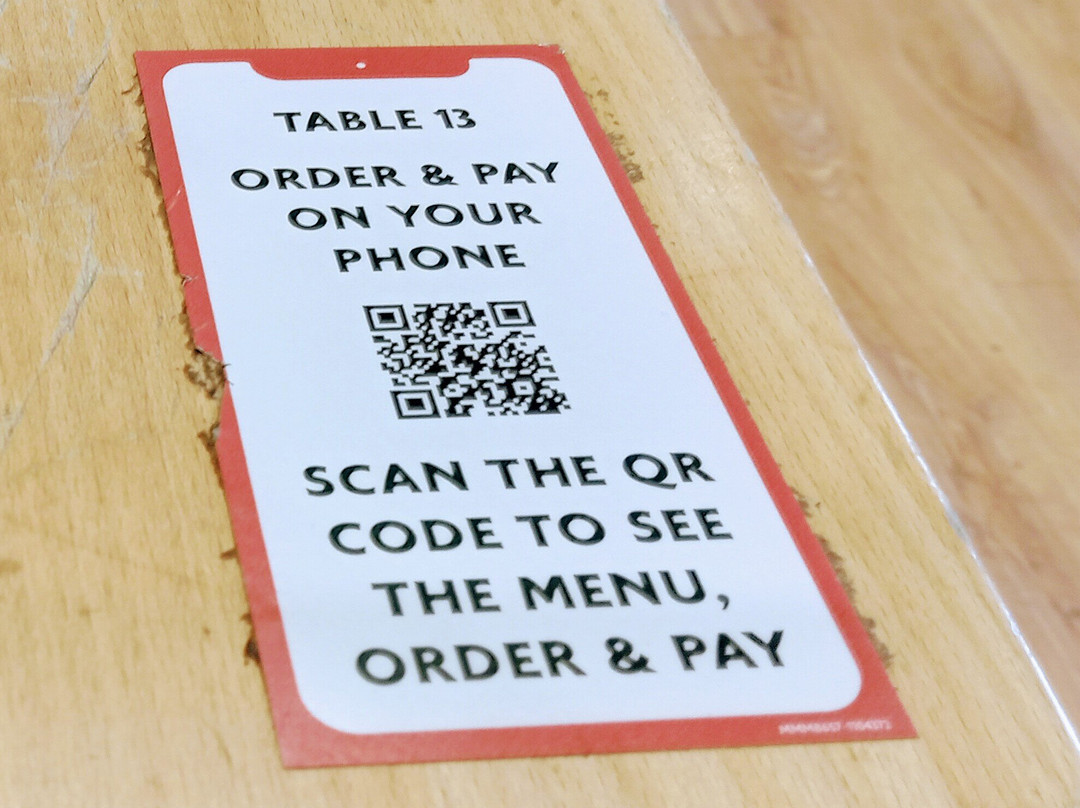 TABLE 13
ORDER & PAY
ON YOUR
PHONE
SCAN THE QR
CODE TO SEE
THE MENU,
ORDER & PAY